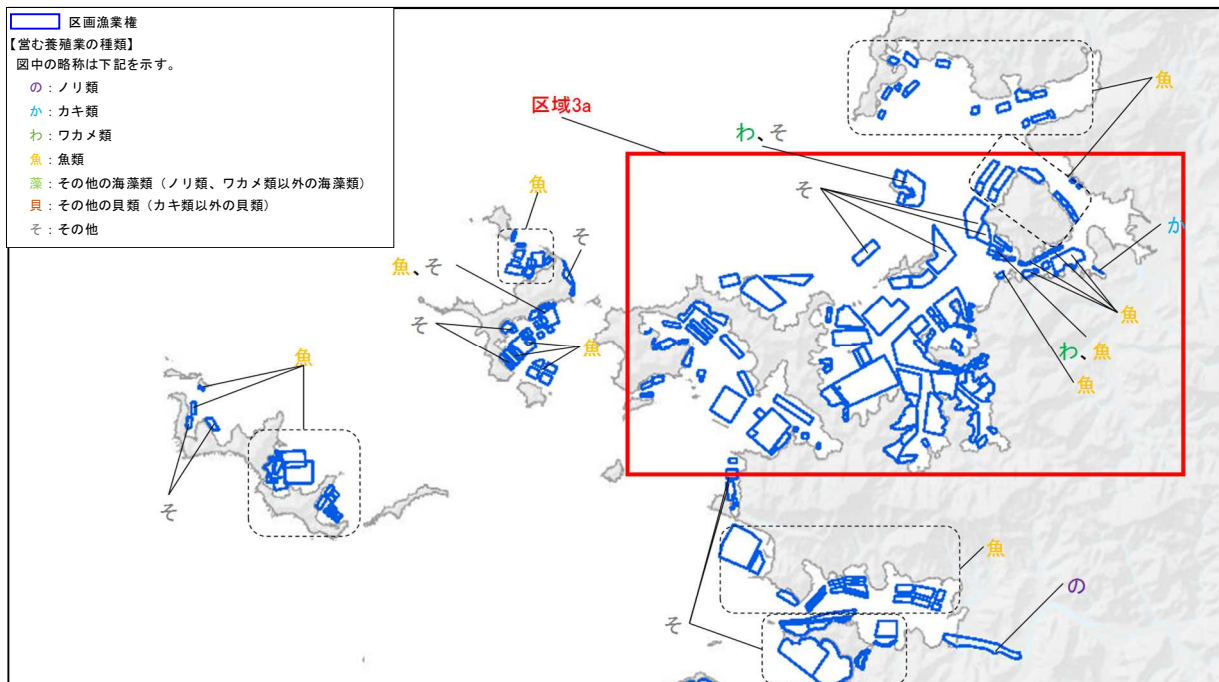 区画漁業権
【営む養殖業の種類】
図中の略称は下記を示す。
の：ノリ類
か：カキ類
わ：ワカメ類
魚：魚類
藻：その他の海藻類（ノリ類、ワカメ類以外の海藻類）
貝：その他の貝類（カキ類以外の貝類）
そ：その他
魚
区域3a
わ、そ
魚
そ
か
そ
魚、そ
魚
そ
魚
わ、魚
魚
魚
そ
魚
の
そ